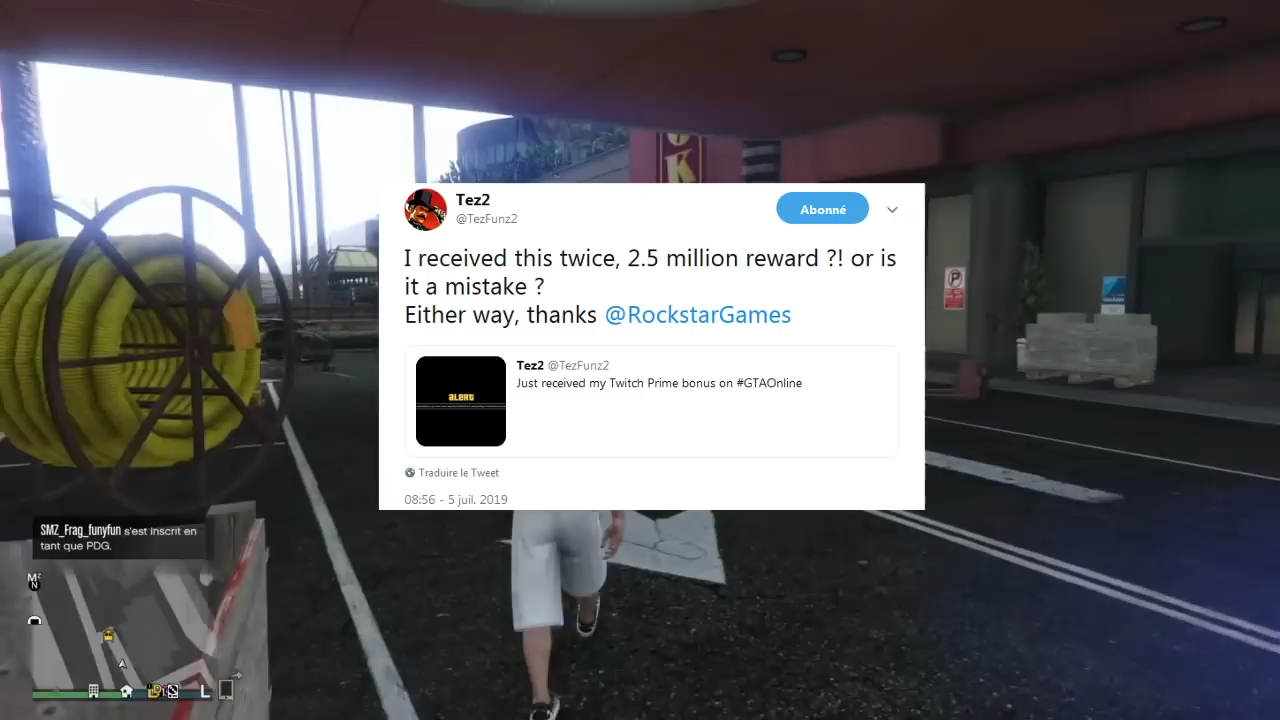 K
Tez2
@TezFunz2
Abonné
I received this twice, 2.5 million reward ?! or is
it a mistake ?
Either way, thanks @RockstarGames
Tez2 @TezFunz2
Just received my Twitch Prime bonus on #GTAOnline
ALERT
Traduire le Tweet
08:56 - 5 juil. 2019
SMZ_Frag_funyfun s'est inscrit en
tant que PDG.
N
L